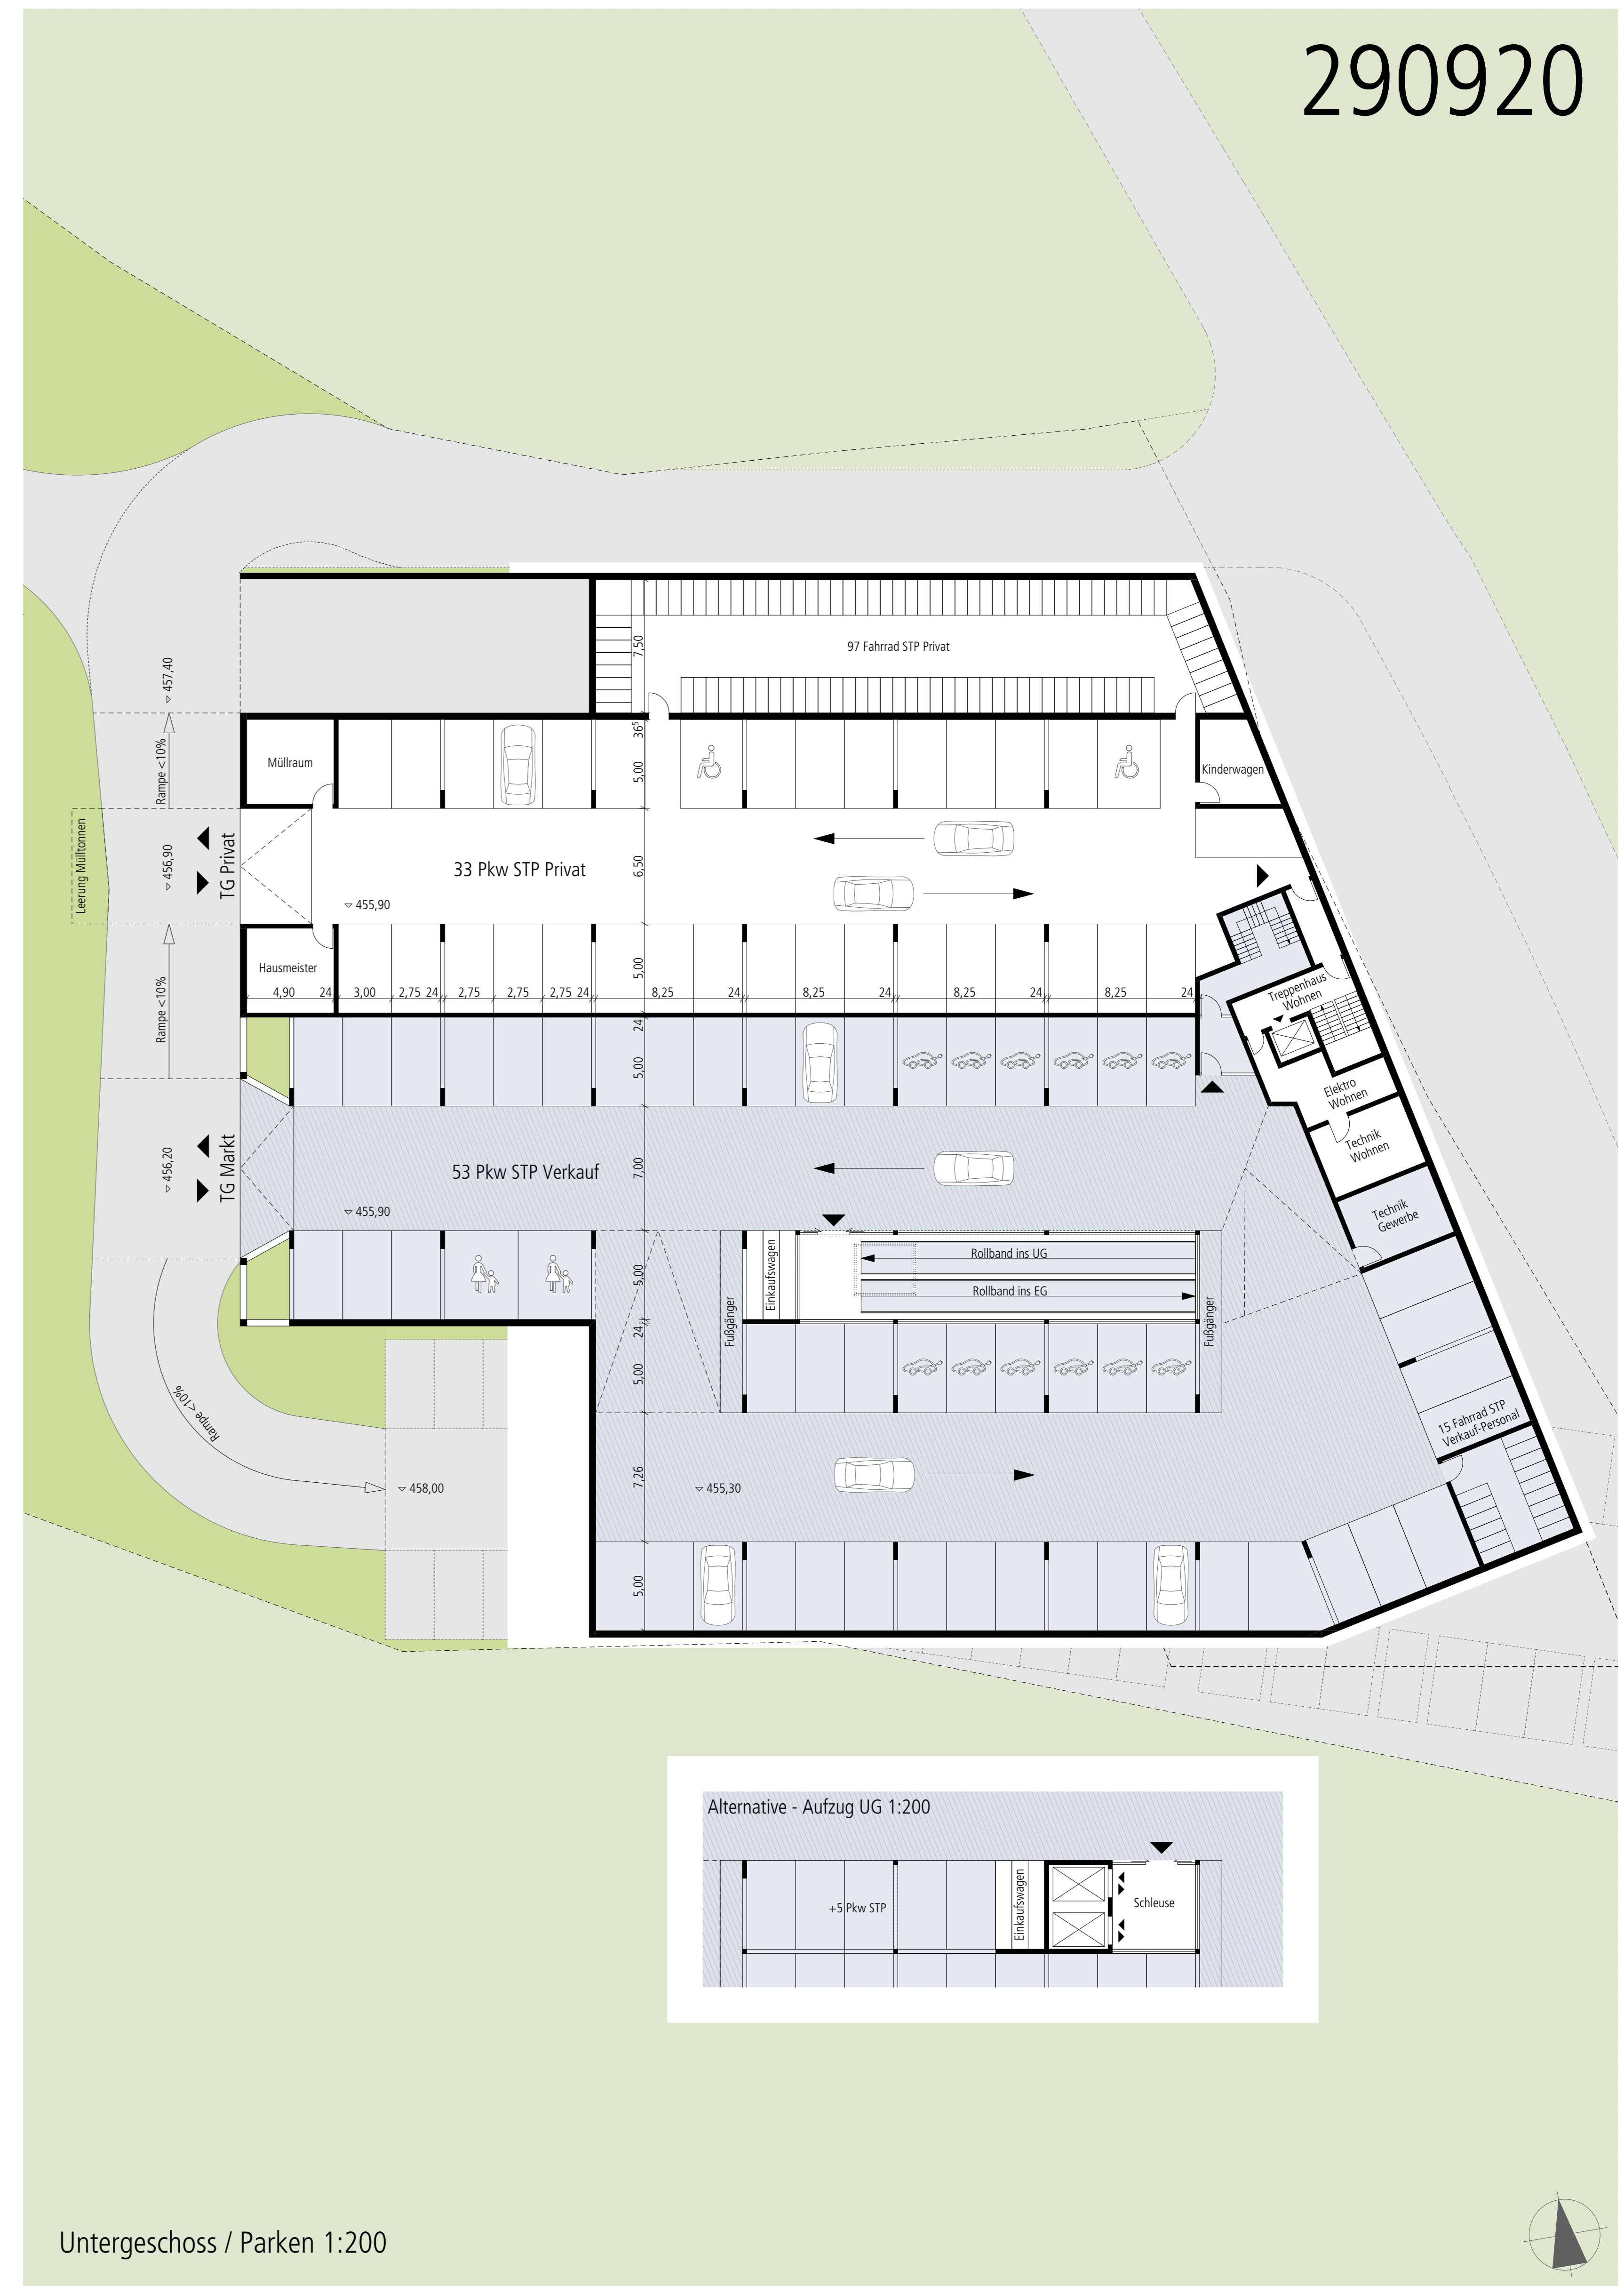 290920
97 Fahrrad STP Privat
7,50
▿ 457,40
Rampe <10%
Müllraum
36⁵
5,00
Kinderwagen
Leerung Mülltonnen
▿ 456,90
TG Privat
33 Pkw STP Privat
6,50
▿ 455,90
Rampe <10%
Hausmeister
5,00
4,90 24 3,00 2,75 24 2,75 2,75 2,75 24 8,25 24 8,25 24 8,25 24 8,25 24
Treppenhaus
Wohnen
24
5,00
Elektro
Wohnen
Technik
Wohnen
▿ 456,20
TG Markt
53 Pkw STP Verkauf
7,00
▿ 455,90
Technik
Gewerbe
Einkaufswagen
Rollband ins UG
Rollband ins EG
5,00
Fußgänger
Fußgänger
24
5,00
Rampe <10%
15 Fahrrad STP
Verkauf-Personal
7,26
▿ 458,00
▿ 455,30
5,00
Alternative - Aufzug UG 1:200
+5 Pkw STP
Einkaufswagen
Schleuse
Untergeschoss / Parken 1:200